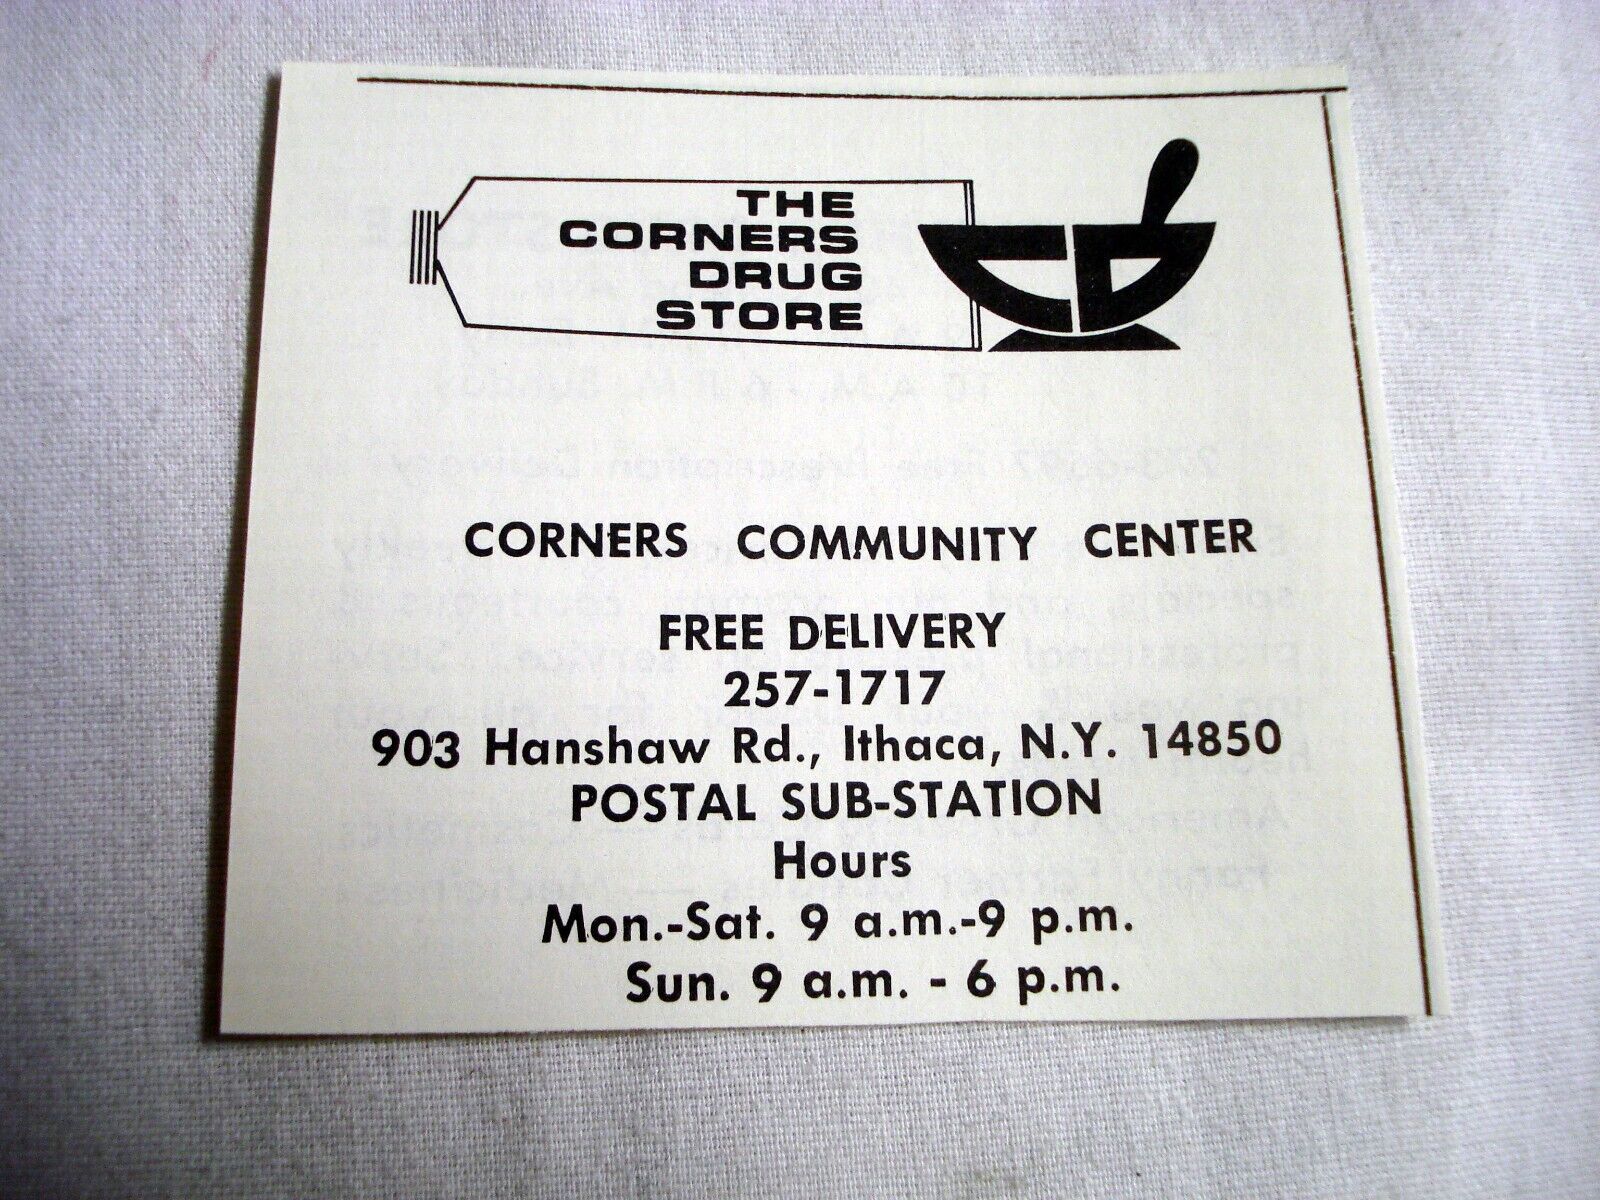 THE
CORNERS
DRUG
STORE
CD
CORNERS COMMUNITY CENTER
FREE DELIVERY
257-1717
903 Hanshaw Rd., Ithaca, N.Y. 14850
POSTAL SUB-STATION
Hours
Mon.-Sat. 9 a.m.-9 p.m.
Sun. 9 a.m. - 6 p.m.